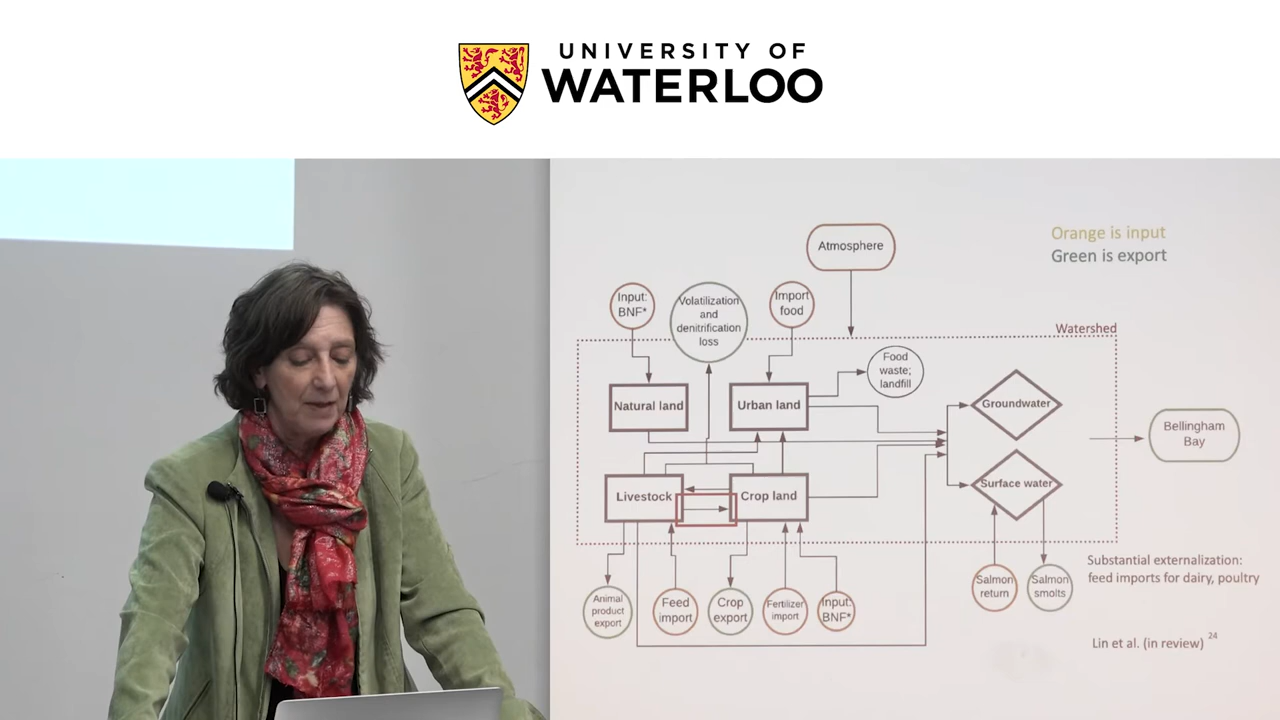 UNIVERSITY OF
WATERLOO
Orange is input
Green is export
Atmosphere
Input:
BNF*
Volatilization
and
denitrification
loss
Import
food
Watershed
Food
waste;
landfill
Natural land
Urban land
Groundwater
Bellingham
Bay
Livestock
Crop land
Surface water
Substantial externalization:
feed imports for dairy, poultry
Animal
product
export
Feed
import
Crop
export
Fertilizer
import
Input:
BNF*
Salmon
return
Salmon
smolts
Lin et al. (in review) 24